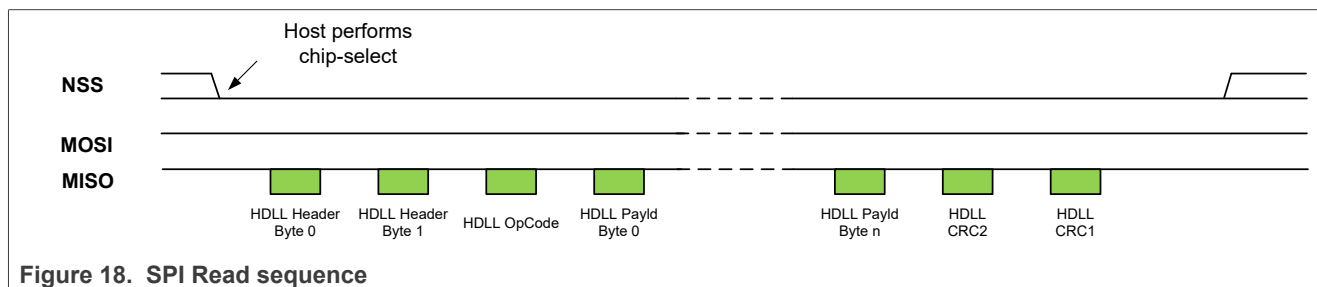 Host performs
chip-select
NSS
MOSI
MISO
HDLL Header
Byte 0
HDLL Header
Byte 1
HDLL OpCode
HDLL Payld
Byte 0
HDLL Payld
Byte n
HDLL
CRC2
HDLL
CRC1
Figure 18. SPI Read sequence